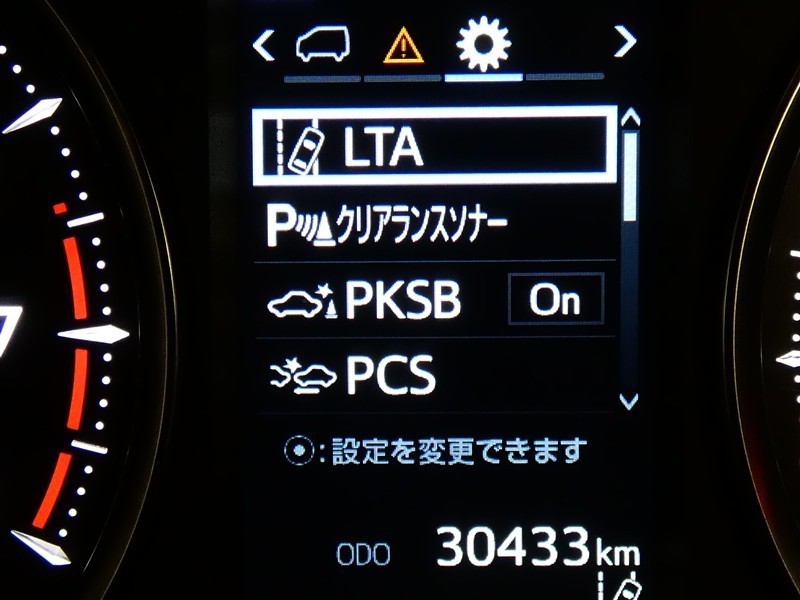 LTA
クリアランスソナー
PKSB On
PCS
⦿:設定を変更できます
ODO 30433km